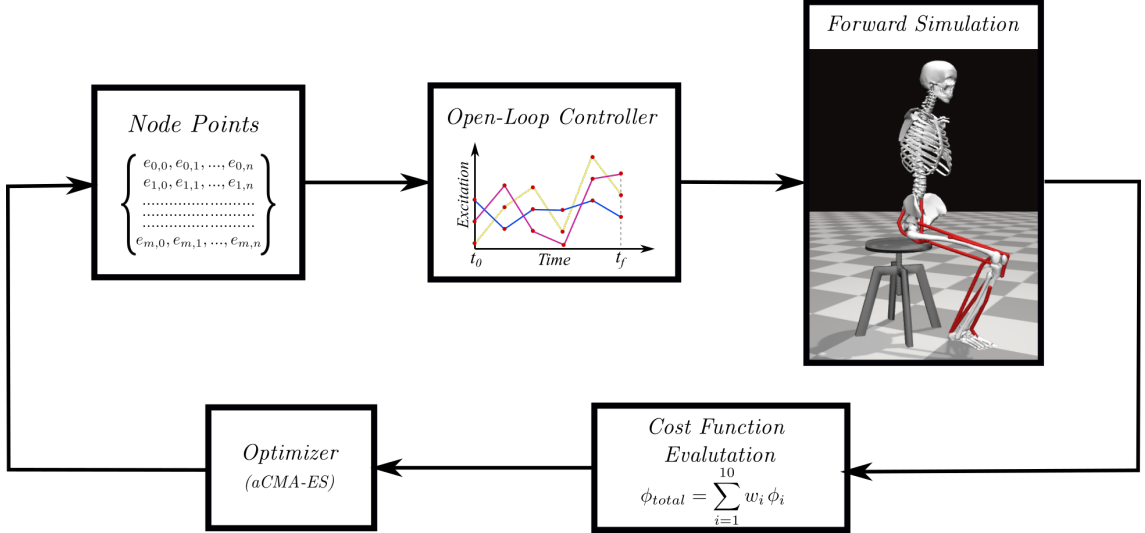 Forward Simulation
Node Points
{e_{0,0}, e_{0,1}, ..., e_{0,n}
e_{1,0}, e_{1,1}, ..., e_{1,n}
..........................
..........................
e_{m,0}, e_{m,1}, ..., e_{m,n}}
Open-Loop Controller
Excitation
t_0 Time t_f
Cost Function
Evalutation
ϕ_{total} = \sum_{i=1}^{10} w_i ϕ_i
Optimizer
(aCMA-ES)